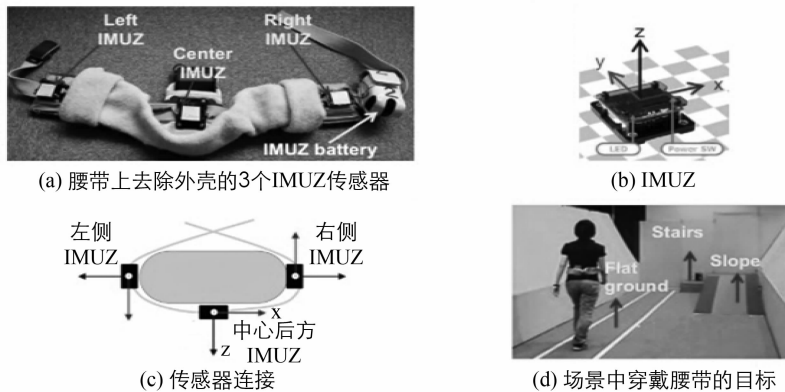 Left
IMUZ
Center
IMUZ
Right
IMUZ
IMUZ battery
(a) 腰带上去除外壳的3个IMUZ传感器
z
y
x
LED
Power SW
(b) IMUZ
左侧
IMUZ
右侧
IMUZ
x
中心后方
IMUZ
z
(c) 传感器连接
Stairs
Slope
Flat
ground
(d) 场景中穿戴腰带的目标